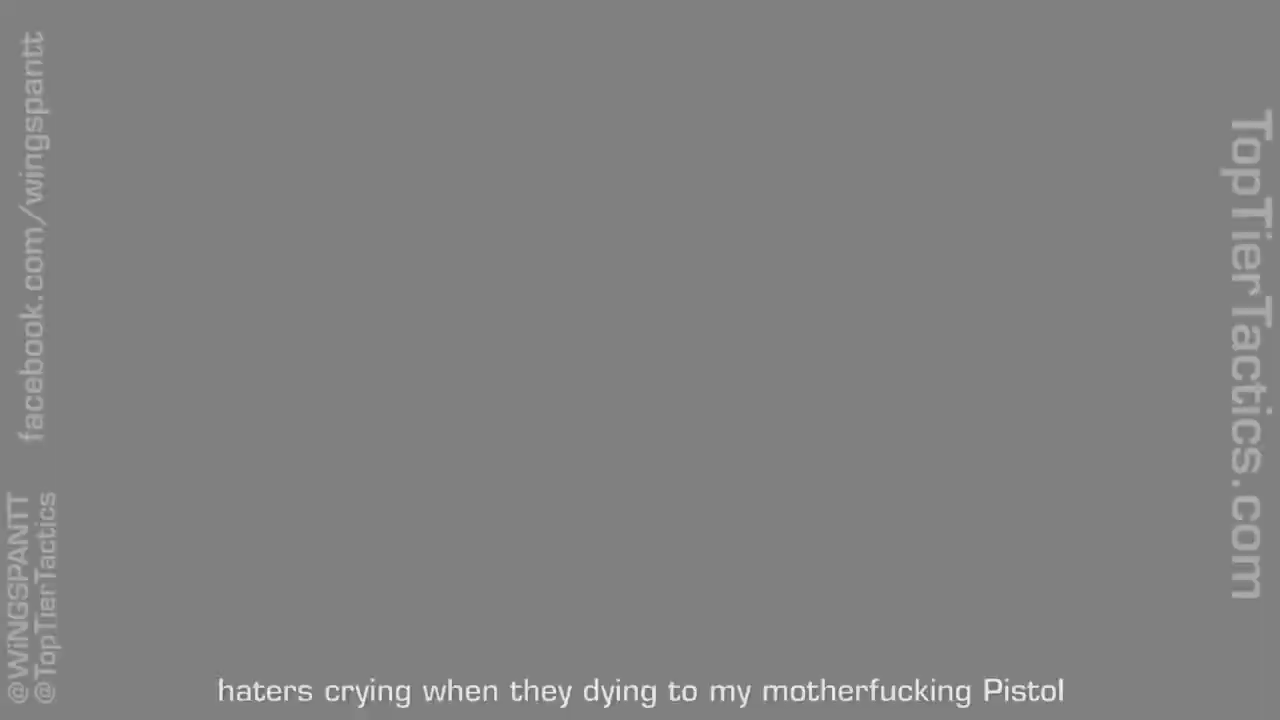 facebook.com/wingspantt
@WiNGSPANTT
@TopTierTactics
TopTierTactics.com
haters crying when they dying to my motherfucking Pistol